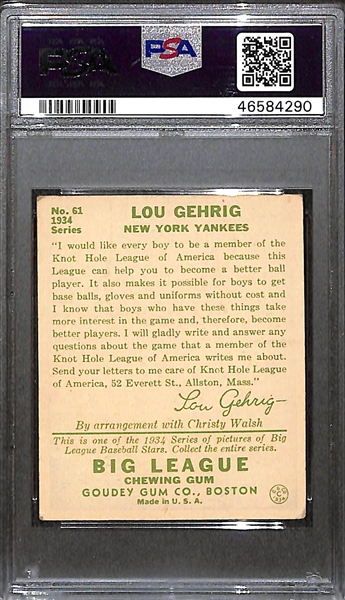 PSA
PSA
46584290
No. 61
1934
Series
LOU GEHRIG
NEW YORK YANKEES
"I would like every boy to be a member of the
Knot Hole League of America because this
League can help you to become a better ball
player. It also makes it possible for boys to get
base balls, gloves and uniforms without cost and
I know that boys who have these things take
more interest in the game and, therefore, become
better players. I will gladly write and answer any
questions about the game that a member of the
Knot Hole League of America writes me about.
Send your letters to me care of Knot Hole League
of America, 52 Everett St., Allston, Mass."
Lou Gehrig-
By arrangement with Christy Walsh
This is one of the 1934 Series of pictures of Big
League Baseball Stars. Collect the entire series.
BIG LEAGUE
CHEWING GUM
GOUDEY GUM CO., BOSTON
Made in U. S. A.